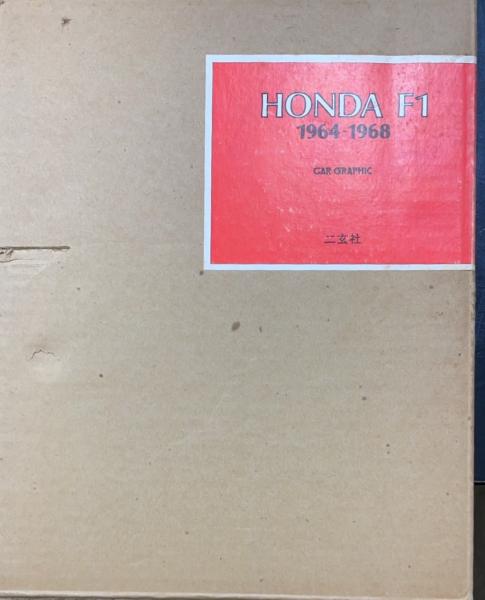 HONDA F1
1964-1968
CAR GRAPHIC
二玄社